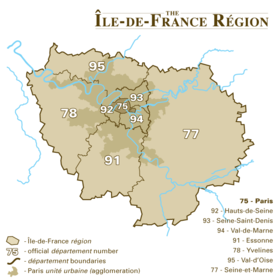 THE
ÎLE-DE-FRANCE RÉGION
95
93
92
75
78
94
77
91
75 - Paris
92 - Hauts-de-Seine
93 - Seine-Saint-Denis
94 - Val-de-Marne
91 - Essonne
78 - Yvelines
95 - Val-d'Oise
77 - Seine-et-Marne
- Île-de-France région
75 - official département number
- département boundaries
- Paris unité urbaine (agglomeration)